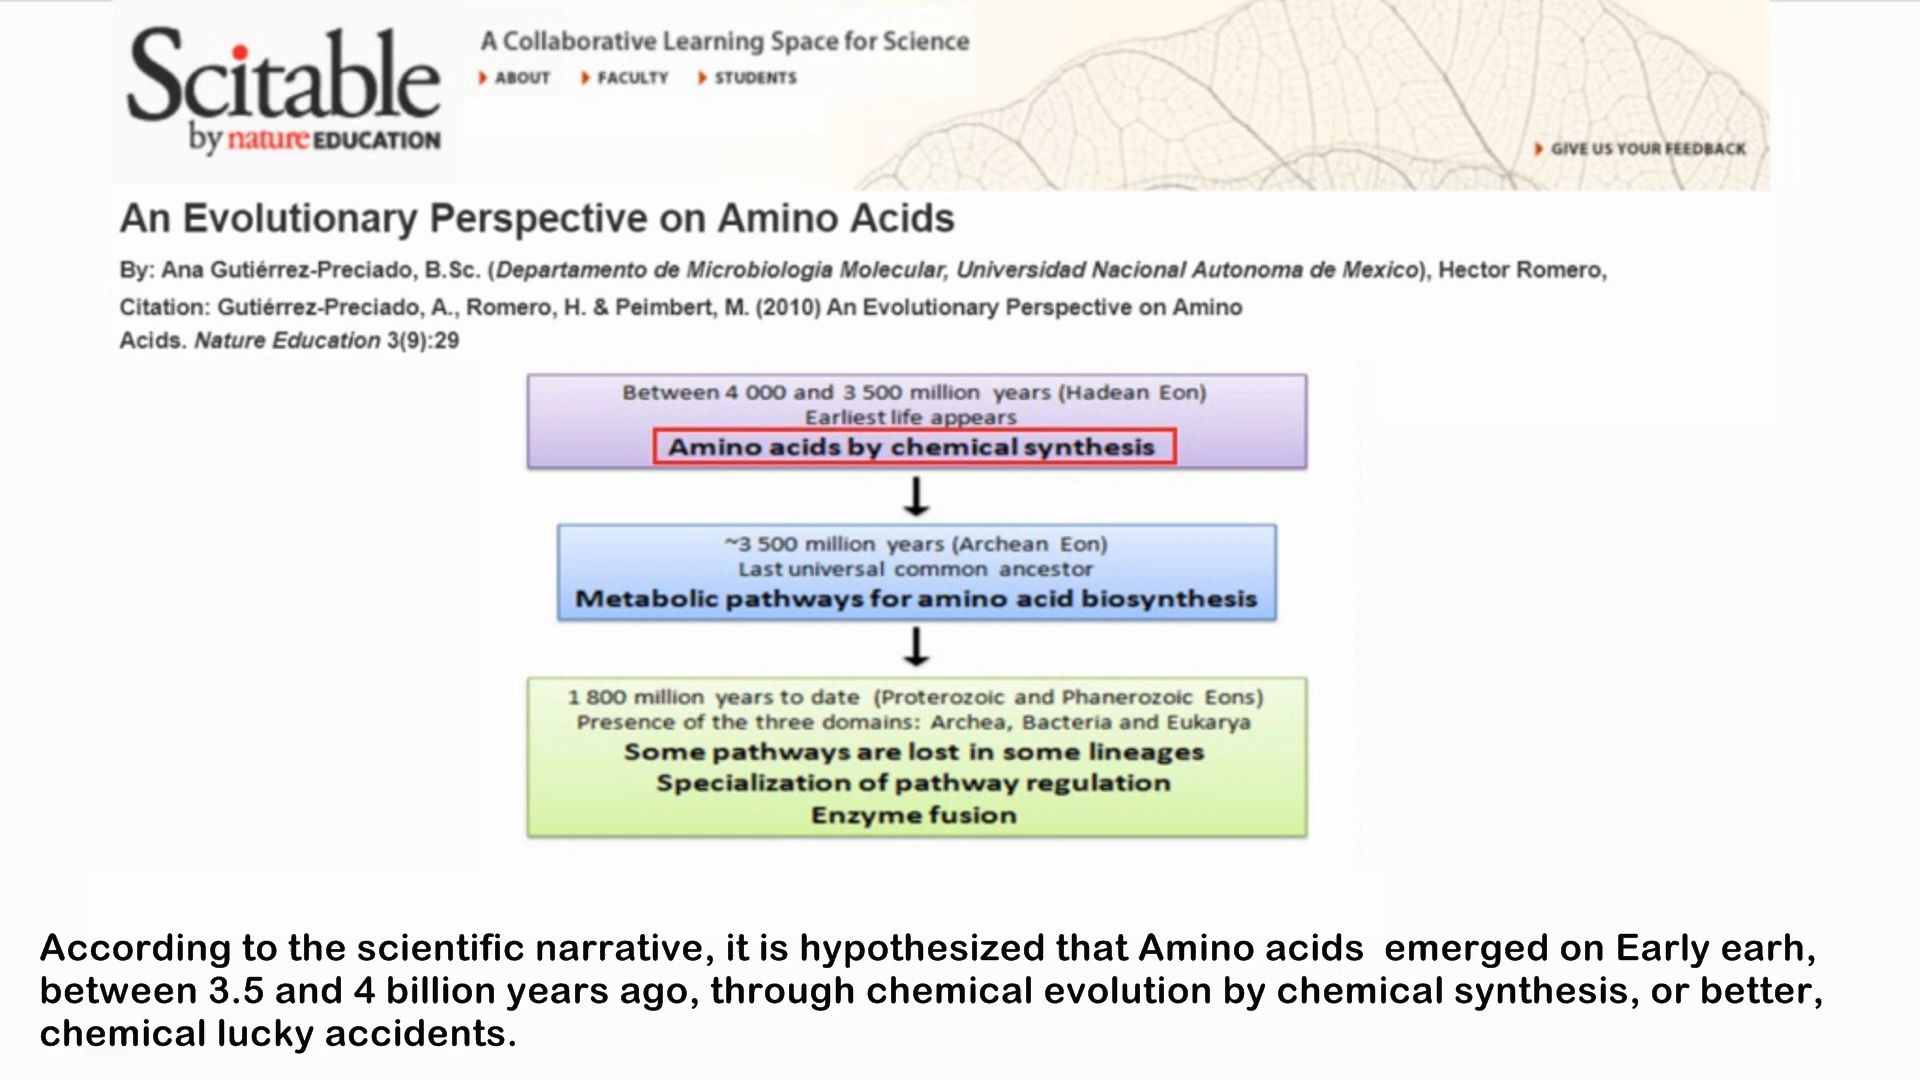 Scitable
by nature EDUCATION
A Collaborative Learning Space for Science
ABOUT FACULTY STUDENTS
GIVE US YOUR FEEDBACK
An Evolutionary Perspective on Amino Acids
By: Ana Gutiérrez-Preciado, B.Sc. (Departamento de Microbiologia Molecular, Universidad Nacional Autonoma de Mexico), Hector Romero,
Citation: Gutiérrez-Preciado, A., Romero, H. & Peimbert, M. (2010) An Evolutionary Perspective on Amino
Acids. Nature Education 3(9):29
Between 4 000 and 3 500 million years (Hadean Eon)
Earliest life appears
Amino acids by chemical synthesis
~3 500 million years (Archean Eon)
Last universal common ancestor
Metabolic pathways for amino acid biosynthesis
1 800 million years to date (Proterozoic and Phanerozoic Eons)
Presence of the three domains: Archea, Bacteria and Eukarya
Some pathways are lost in some lineages
Specialization of pathway regulation
Enzyme fusion
According to the scientific narrative, it is hypothesized that Amino acids emerged on Early earh,
between 3.5 and 4 billion years ago, through chemical evolution by chemical synthesis, or better,
chemical lucky accidents.